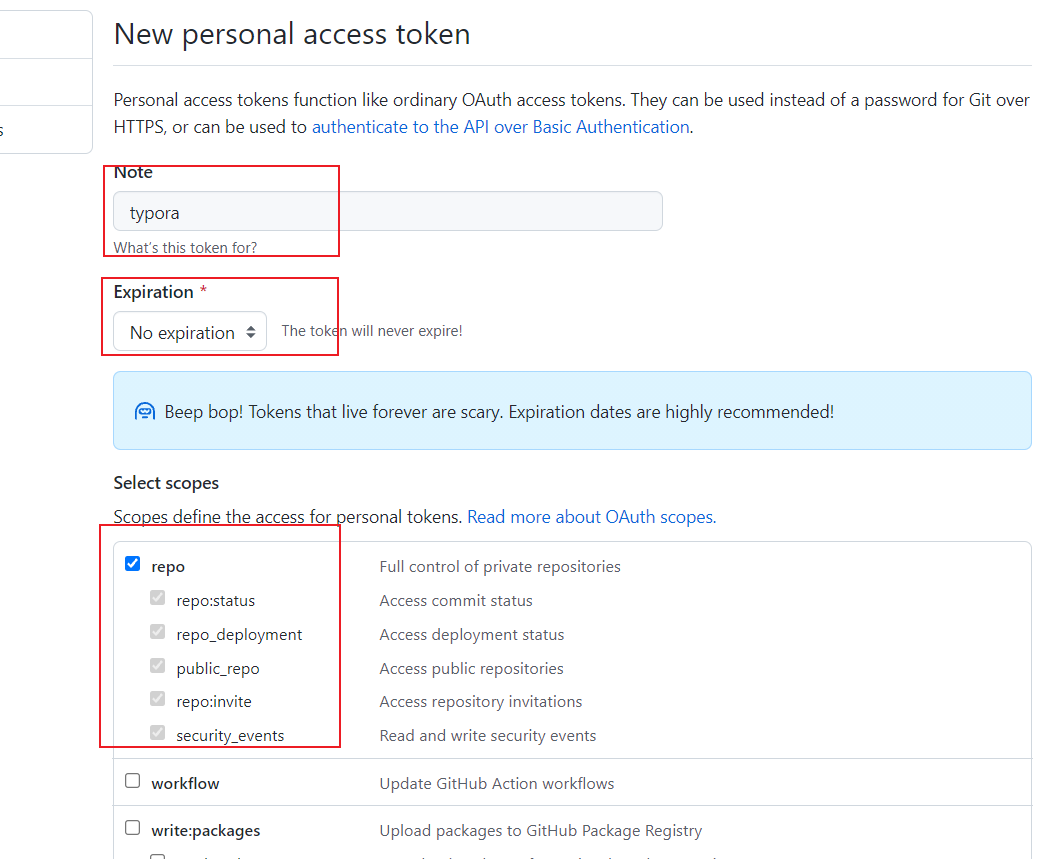 New personal access token
Personal access tokens function like ordinary OAuth access tokens. They can be used instead of a password for Git over
HTTPS, or can be used to authenticate to the API over Basic Authentication.
s
Note
typora
What's this token for?
Expiration *
No expiration The token will never expire!
Beep bop! Tokens that live forever are scary. Expiration dates are highly recommended!
Select scopes
Scopes define the access for personal tokens. Read more about OAuth scopes.
repo Full control of private repositories
repo:status Access commit status
repo_deployment Access deployment status
public_repo Access public repositories
repo:invite Access repository invitations
security_events Read and write security events
workflow Update GitHub Action workflows
write:packages Upload packages to GitHub Package Registry